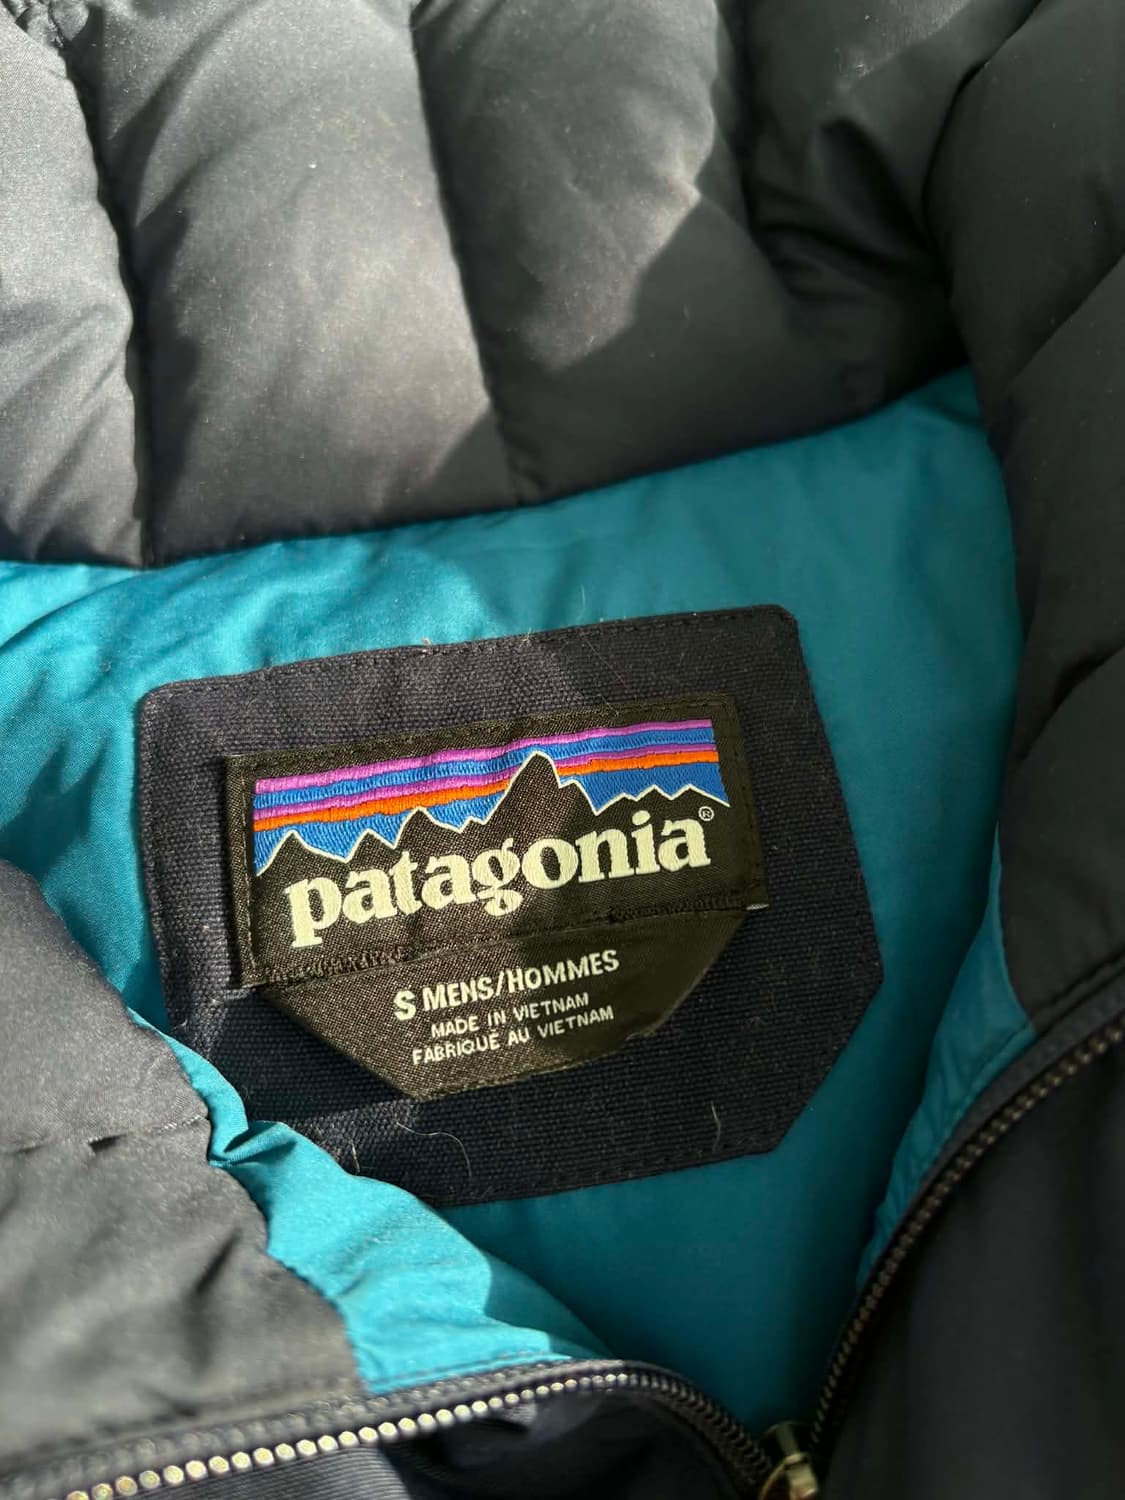 patagonia®
S MENS/HOMMES
MADE IN VIETNAM
FABRIQUÉ AU VIETNAM